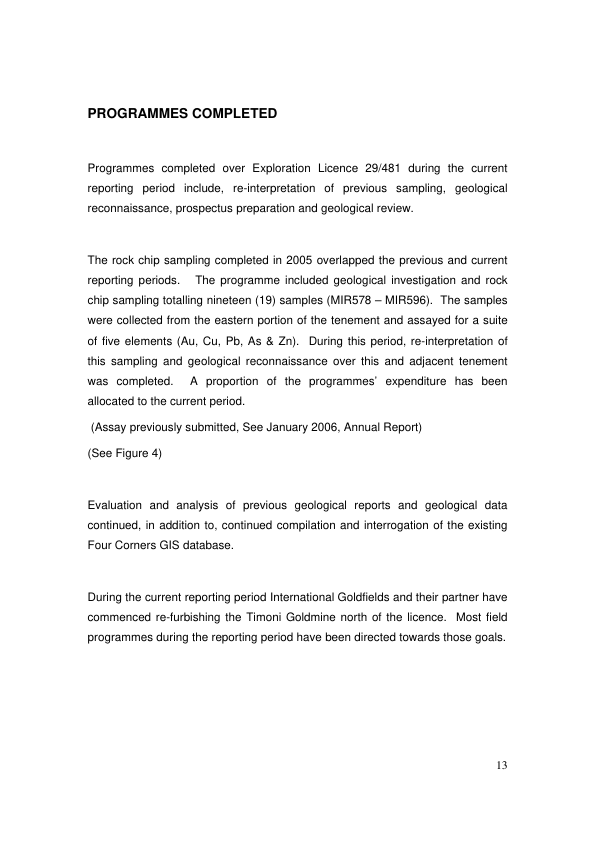 PROGRAMMES COMPLETED
Programmes completed over Exploration Licence 29/481 during the current
reporting period include, re-interpretation of previous sampling, geological
reconnaissance, prospectus preparation and geological review.
The rock chip sampling completed in 2005 overlapped the previous and current
reporting periods. The programme included geological investigation and rock
chip sampling totalling nineteen (19) samples (MIR578 – MIR596). The samples
were collected from the eastern portion of the tenement and assayed for a suite
of five elements (Au, Cu, Pb, As & Zn). During this period, re-interpretation of
this sampling and geological reconnaissance over this and adjacent tenement
was completed. A proportion of the programmes’ expenditure has been
allocated to the current period.
(Assay previously submitted, See January 2006, Annual Report)
(See Figure 4)
Evaluation and analysis of previous geological reports and geological data
continued, in addition to, continued compilation and interrogation of the existing
Four Corners GIS database.
During the current reporting period International Goldfields and their partner have
commenced re-furbishing the Timoni Goldmine north of the licence. Most field
programmes during the reporting period have been directed towards those goals.
13